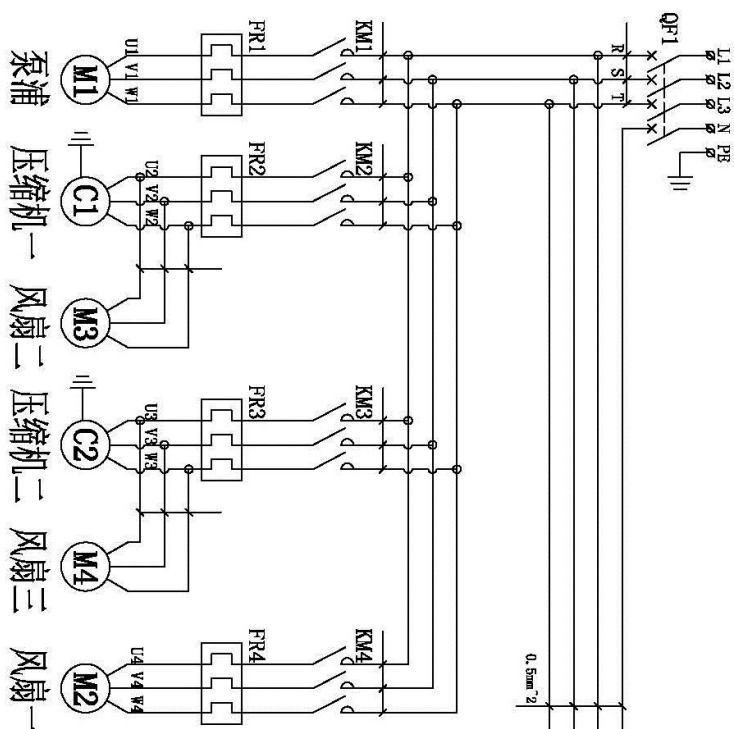 L1 L2 L3 N PE
QF1
R S T
0.5mm^2
KM1 KM2 KM3 KM4
FR1 FR2 FR3 FR4
U1 V1 W1 U2 V2 W2 U3 V3 W3 U4 V4 W4
M1 C1 M3 C2 M4 M2
泵浦 压缩机一 风扇二 压缩机二 风扇三 风扇一